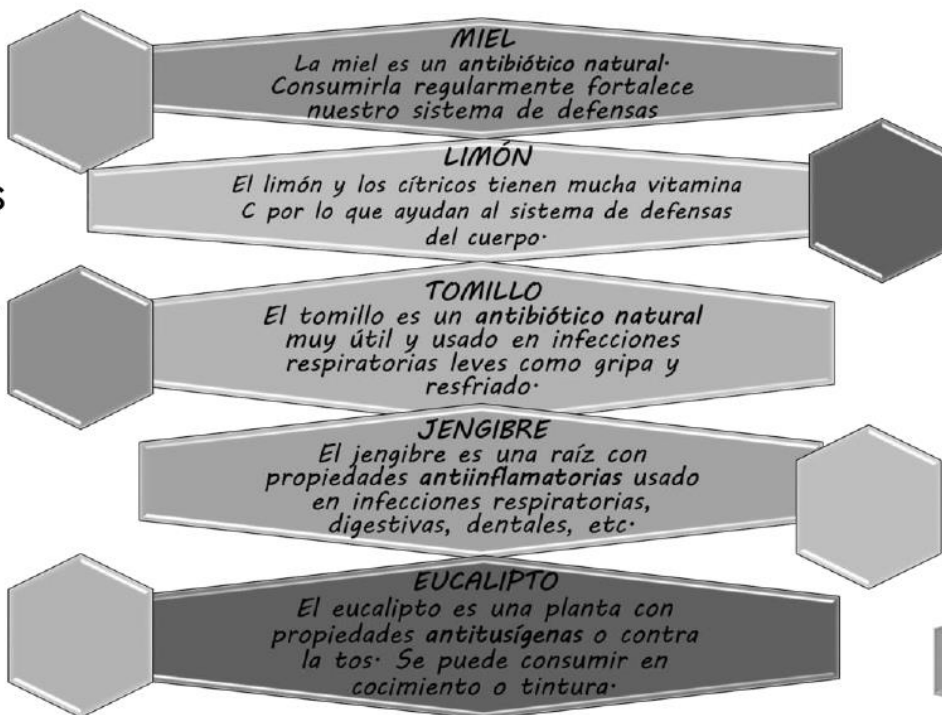 MIEL
La miel es un antibiótico natural.
Consumirla regularmente fortalece
nuestro sistema de defensas
LIMÓN
El limón y los cítricos tienen mucha vitamina
C por lo que ayudan al sistema de defensas
del cuerpo.
TOMILLO
El tomillo es un antibiótico natural
muy útil y usado en infecciones
respiratorias leves como gripa y
resfriado.
JENGIBRE
El jengibre es una raíz con
propiedades antiinflamatorias usado
en infecciones respiratorias,
digestivas, dentales, etc.
EUCALIPTO
El eucalipto es una planta con
propiedades antitusígenas o contra
la tos. Se puede consumir en
cocimiento o tintura.